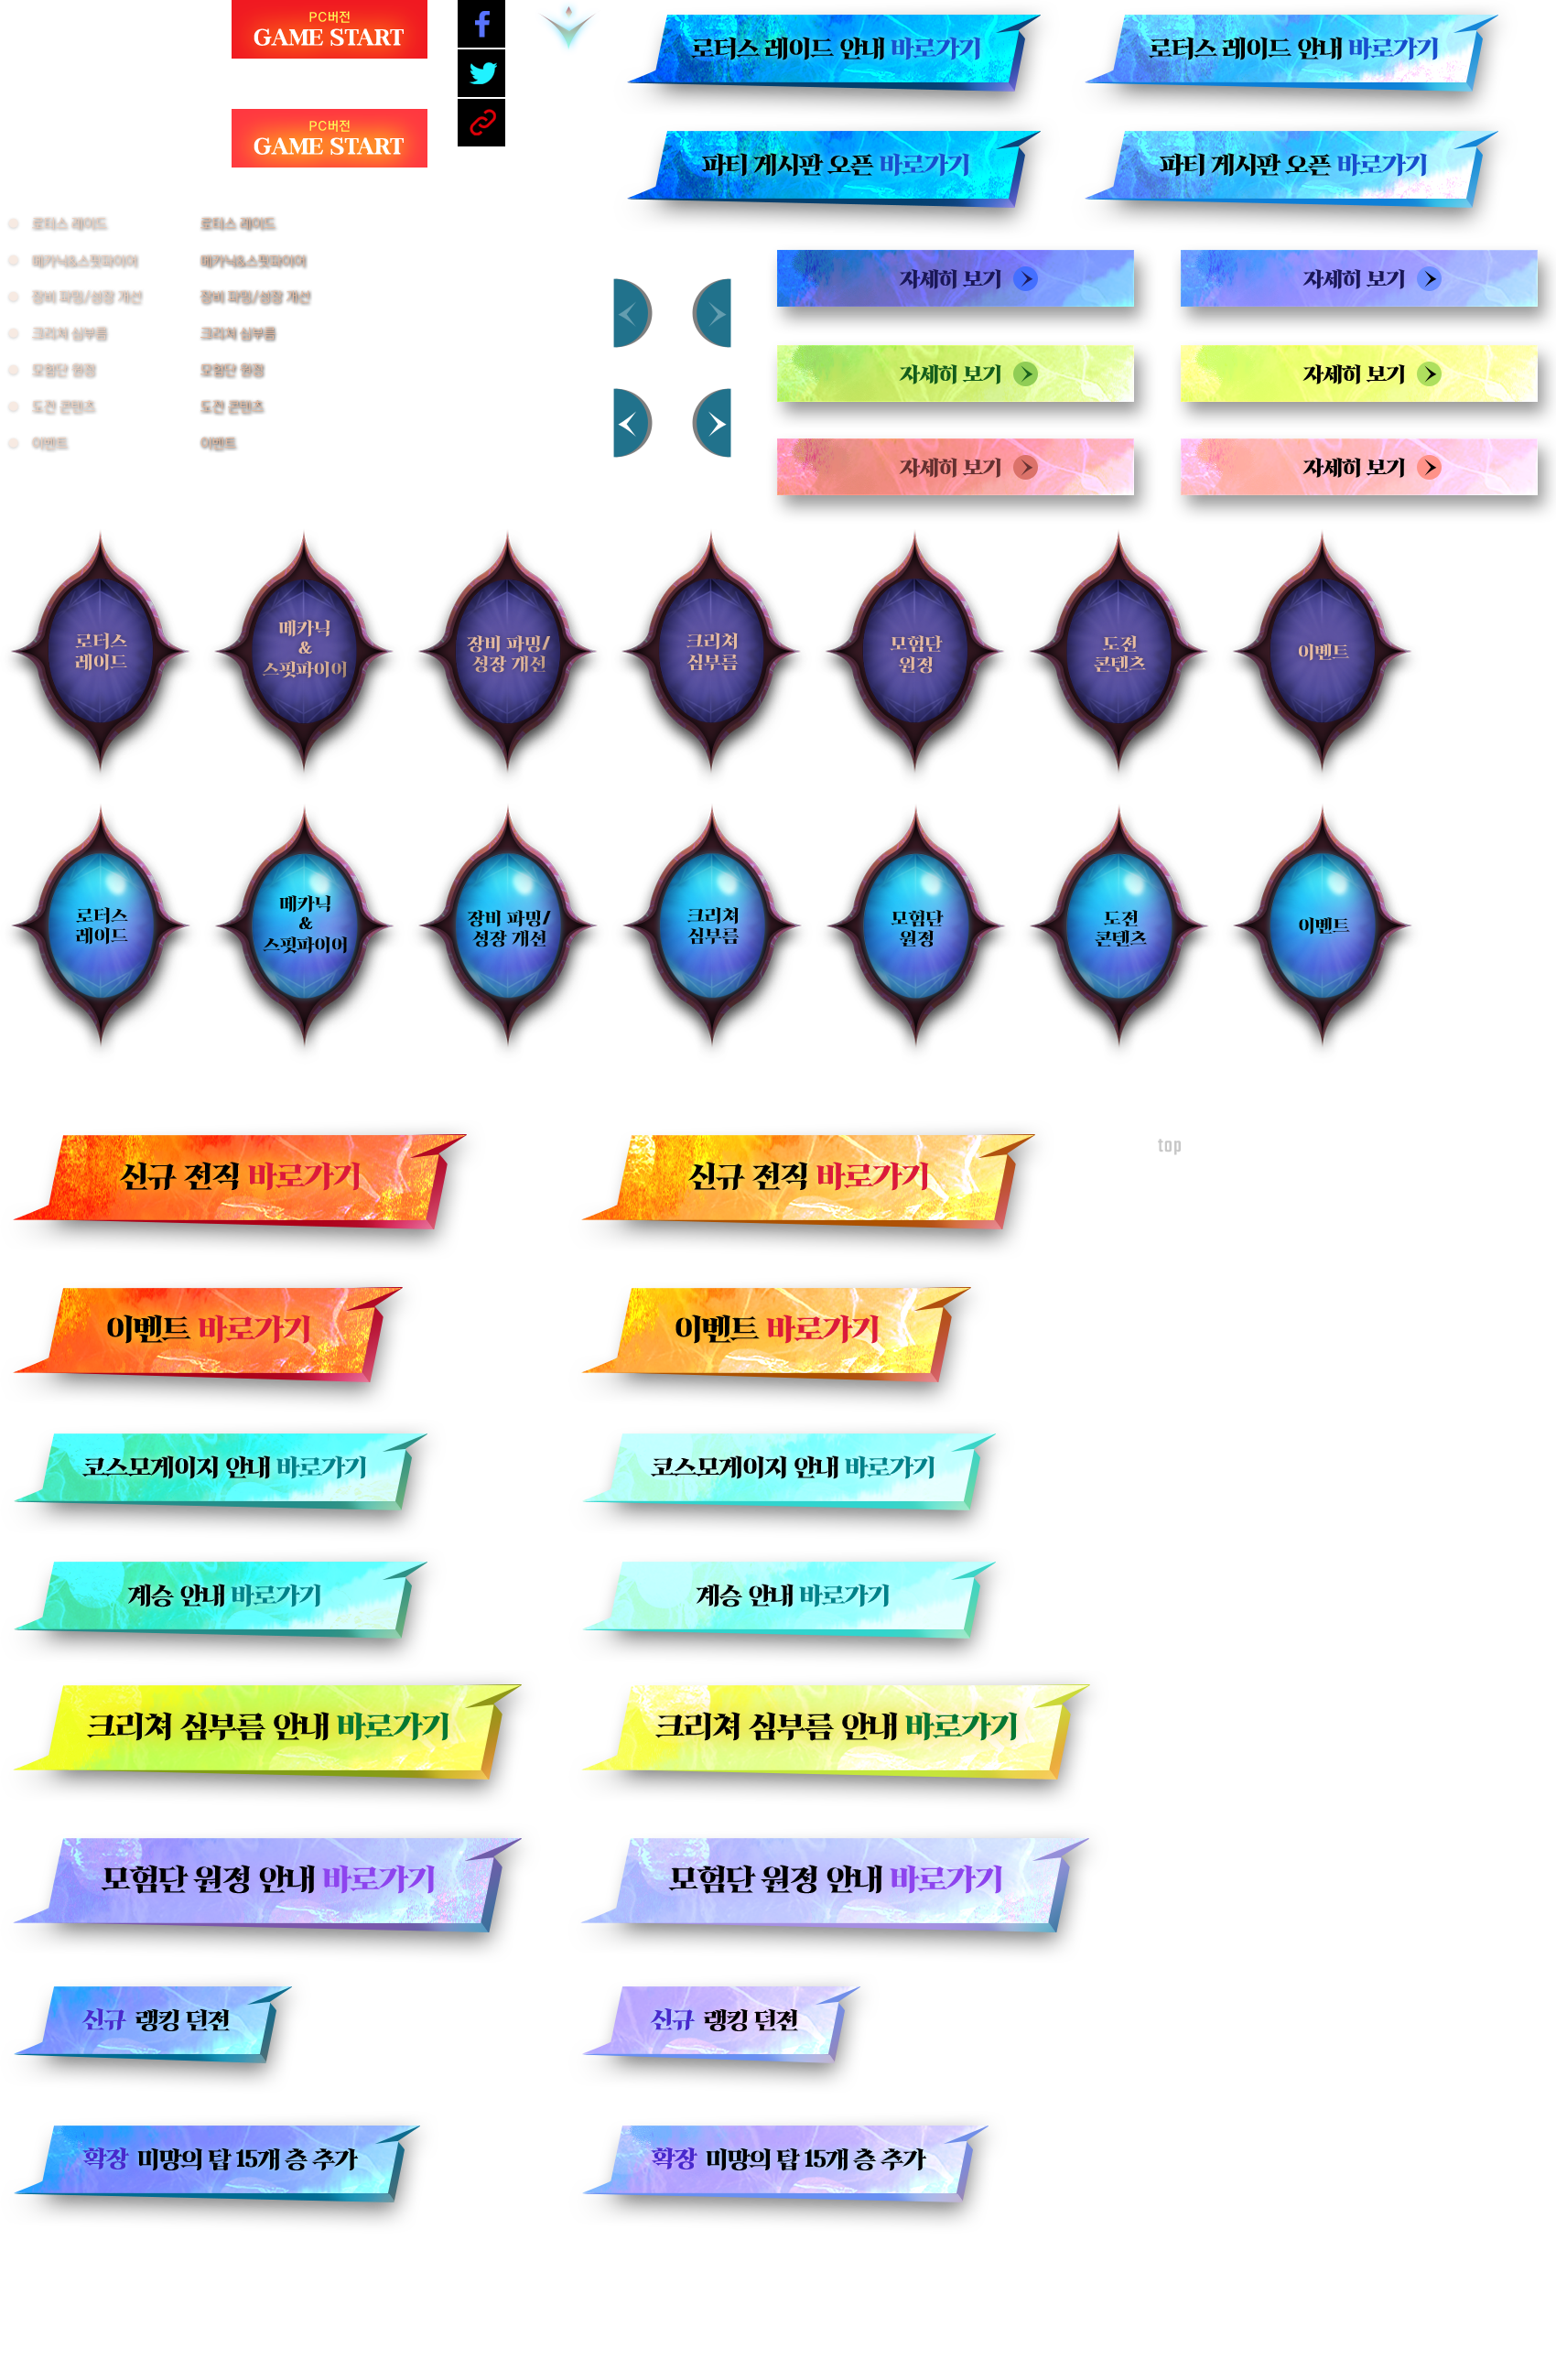 PC버전
GAME START
PC버전
GAME START
로터스 레이드 안내 바로가기
로터스 레이드 안내 바로가기
파티 게시판 오픈 바로가기
파티 게시판 오픈 바로가기
로터스 레이드
로터스 레이드
메카닉&스핏파이어
메카닉&스핏파이어
장비 파밍/성장 개선
장비 파밍/성장 개선
크리쳐 심부름
크리쳐 심부름
모험단 원정
모험단 원정
도전 콘텐츠
도전 콘텐츠
이벤트
이벤트
자세히 보기
자세히 보기
자세히 보기
자세히 보기
자세히 보기
자세히 보기
로터스
레이드
메카닉
&
스핏파이어
장비 파밍/
성장 개선
크리쳐
심부름
모험단
원정
도전
콘텐츠
이벤트
로터스
레이드
메카닉
&
스핏파이어
장비 파밍/
성장 개선
크리쳐
심부름
모험단
원정
도전
콘텐츠
이벤트
신규 전직 바로가기
신규 전직 바로가기
top
이벤트 바로가기
이벤트 바로가기
코스모게이지 안내 바로가기
코스모게이지 안내 바로가기
계승 안내 바로가기
계승 안내 바로가기
크리쳐 심부름 안내 바로가기
크리쳐 심부름 안내 바로가기
모험단 원정 안내 바로가기
모험단 원정 안내 바로가기
신규 랭킹 던전
신규 랭킹 던전
확장 미망의 탑 15개 층 추가
확장 미망의 탑 15개 층 추가